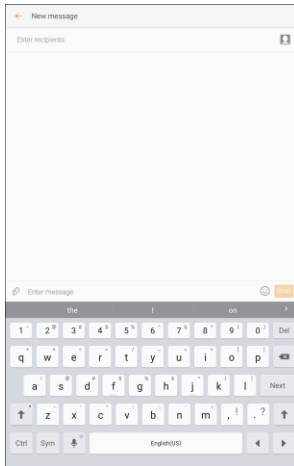 New message
Enter recipients
Enter message
the I on
1 2 3 4 5 6 7 8 9 0 Del
q w e r t y u i o p
a s d f g h j k l Next
z x c v b n m , ! . ?
Ctrl Sym English(US)